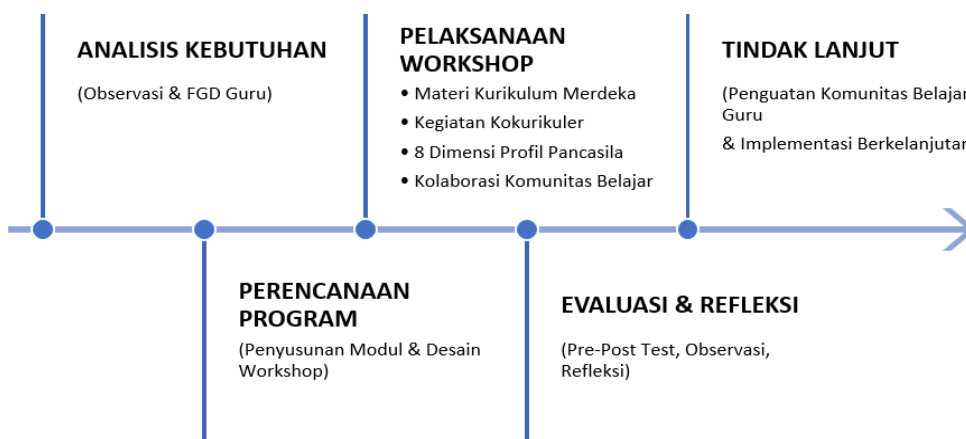 ANALISIS KEBUTUHAN
(Observasi & FGD Guru)
PERENCANAAN
PROGRAM
(Penyusunan Modul & Desain
Workshop)
PELAKSANAAN
WORKSHOP
• Materi Kurikulum Merdeka
• Kegiatan Kokurikuler
• 8 Dimensi Profil Pancasila
• Kolaborasi Komunitas Belajar
EVALUASI & REFLEKSI
(Pre-Post Test, Observasi,
Refleksi)
TINDAK LANJUT
(Penguatan Komunitas Belajar
Guru
& Implementasi Berkelanjutan